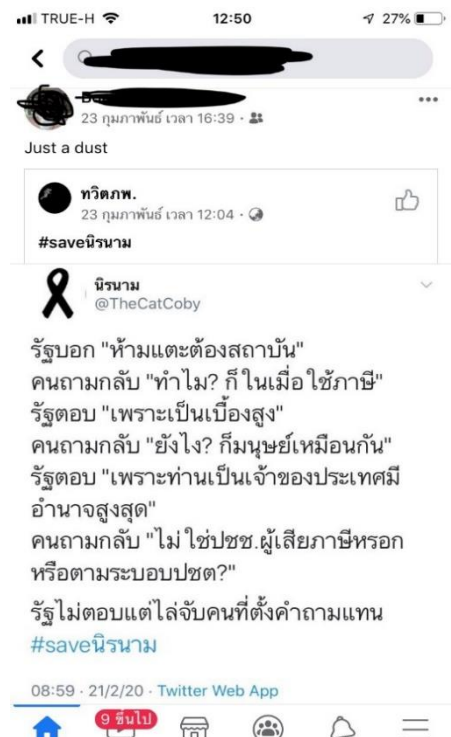 TRUE-H 12:50 27%
23 กุมภาพันธ์ เวลา 16:39
Just a dust
ทวิตภพ.
23 กุมภาพันธ์ เวลา 12:04
#saveนิรนาม
นิรนาม
@TheCatCoby
รัฐบอก "ห้ามแตะต้องสถาบัน"
คนถามกลับ "ทำไม? ก็ในเมื่อใช้ภาษี"
รัฐตอบ "เพราะเป็นเบื้องสูง"
คนถามกลับ "ยังไง? ก็มนุษย์เหมือนกัน"
รัฐตอบ "เพราะท่านเป็นเจ้าของประเทศมี
อำนาจสูงสุด"
คนถามกลับ "ไม่ใช่ปชช.ผู้เสียภาษีหรอก
หรือตามระบอบปชต?"
รัฐไม่ตอบแต่ไล่จับคนที่ตั้งคำถามแทน
#saveนิรนาม
08:59 · 21/2/20 · Twitter Web App
9 ขึ้นไป